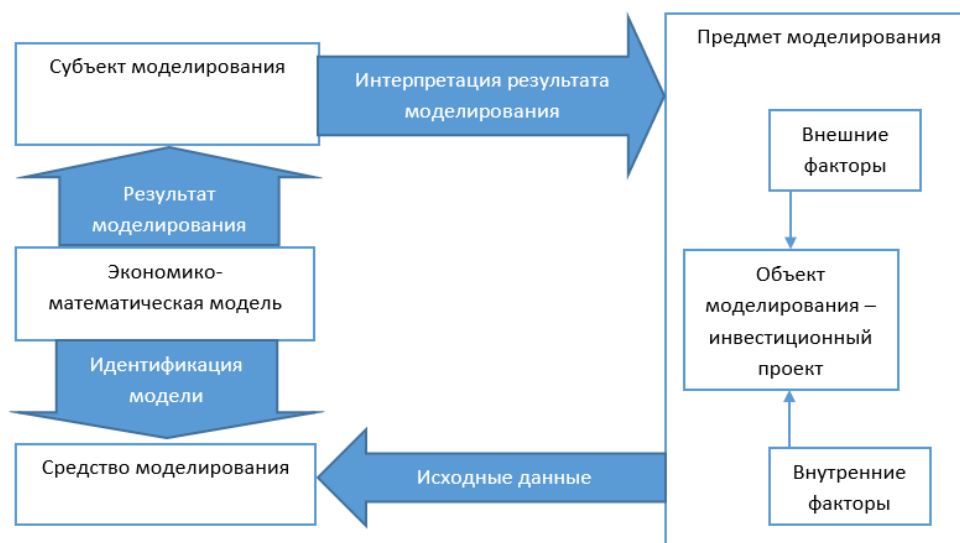 Субъект моделирования
Интерпретация результата
моделирования
Предмет моделирования
Внешние
факторы
Результат
моделирования
Экономико-
математическая модель
Объект
моделирования –
инвестиционный
проект
Идентификация
модели
Средство моделирования
Исходные данные
Внутренние
факторы